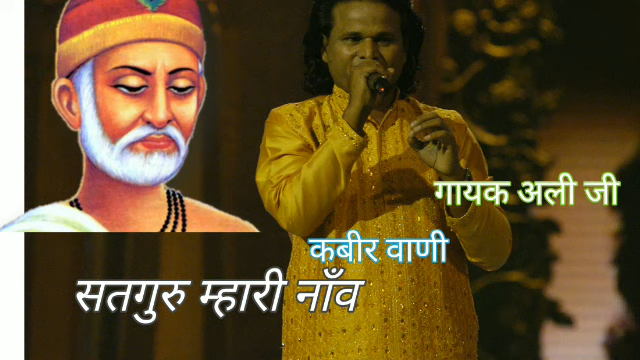 गायक अली जी
कबीर वाणी
सतगुरु म्हारी नाँव